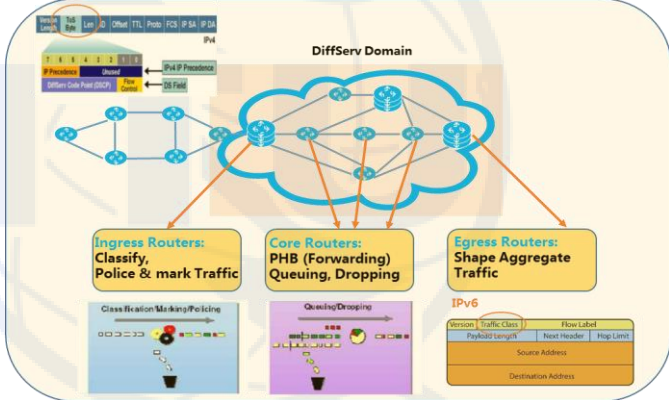 Version Length ToS Byte Len ID Offset TTL Proto FCS IP SA IP DA
IPv4
7 6 5 4 3 2 1 0
IP Precedence Unused
IPv4 IP Precedence
DiffServ Code Point (DSCP) Flow Control
DS Field
DiffServ Domain
Ingress Routers:
Classify,
Police & mark Traffic
Core Routers:
PHB (Forwarding)
Queuing, Dropping
Egress Routers:
Shape Aggregate
Traffic
Classification/Marking/Policing
Queuing/Dropping
IPv6
Version Traffic Class Flow Label
Payload Length Next Header Hop Limit
Source Address
Destination Address